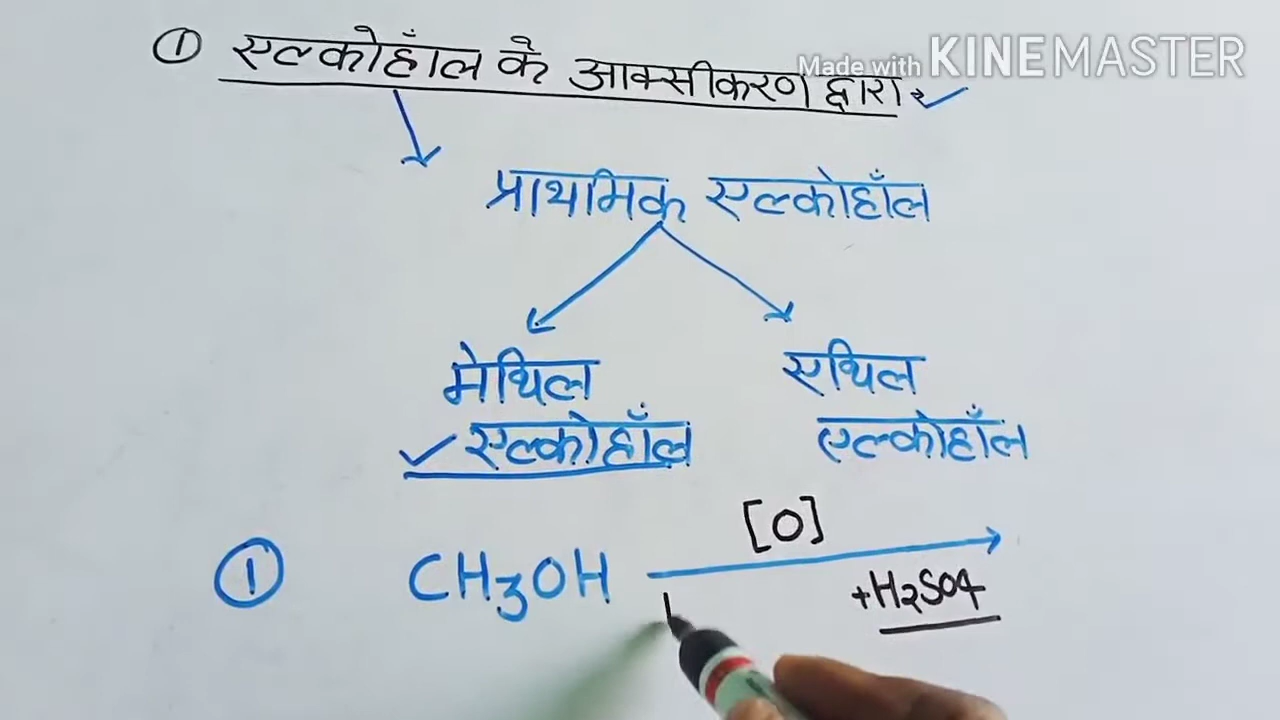 ① एल्कोहॉल के आक्सीकरण द्वारा
Made with KINEMASTER
प्राथमिक एल्कोहॉल
मेथिल
एल्कोहॉल
एथिल
एल्कोहॉल
[O]
① CH3OH
+H2SO4